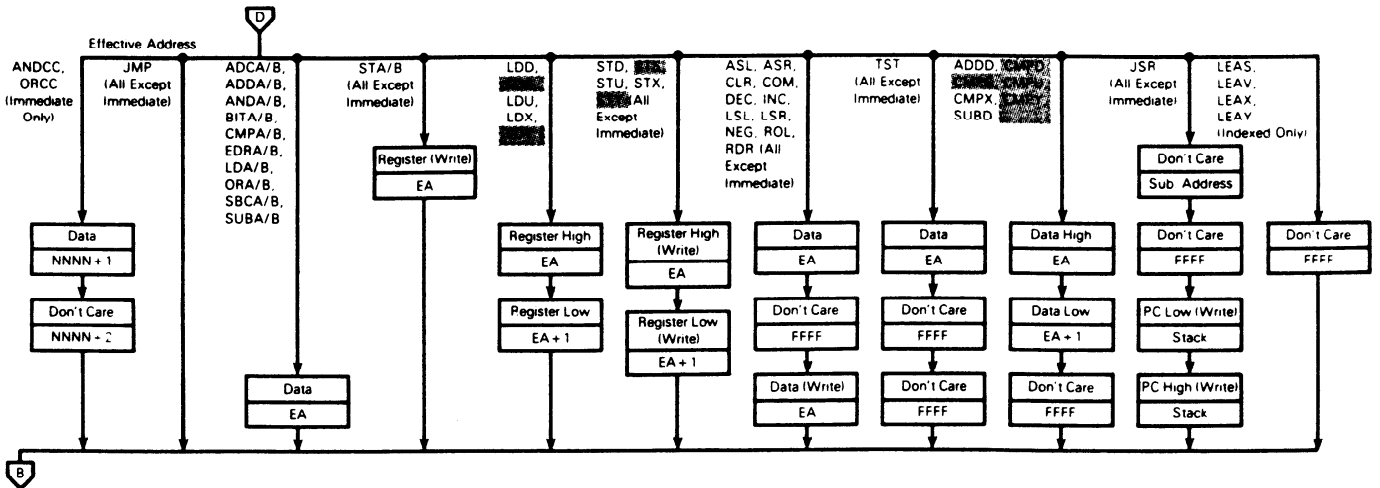 D
Effective Address
ANDCC,
ORCC
(Immediate
Only)
JMP
(All Except
Immediate)
ADCA/B,
ADDA/B,
ANDA/B,
BITA/B,
CMPA/B,
EDRA/B,
LDA/B,
ORA/B,
SBCA/B,
SUBA/B
STA/B
(All Except
Immediate)
LDD,
LDU,
LDX,
STD,
STU, STX,
(All
Except
Immediate)
ASL, ASR,
CLR, COM,
DEC, INC,
LSL, LSR,
NEG, ROL,
RDR (All
Except
Immediate)
TST
(All Except
Immediate)
ADDD, CMPD
CMPX,
SUBD
JSR
(All Except
Immediate)
LEAS,
LEAV,
LEAX,
LEAY
(Indexed Only)
Data
NNNN + 1
Don't Care
NNNN + 2
Data
EA
Register (Write)
EA
Register High
EA
Register Low
EA + 1
Register High
(Write)
EA
Register Low
(Write)
EA + 1
Data
EA
Don't Care
FFFF
Data (Write)
EA
Data
EA
Don't Care
FFFF
Don't Care
FFFF
Data High
EA
Data Low
EA + 1
Don't Care
FFFF
Don't Care
Sub Address
Don't Care
FFFF
PC Low (Write)
Stack
PC High (Write)
Stack
Don't Care
FFFF
B